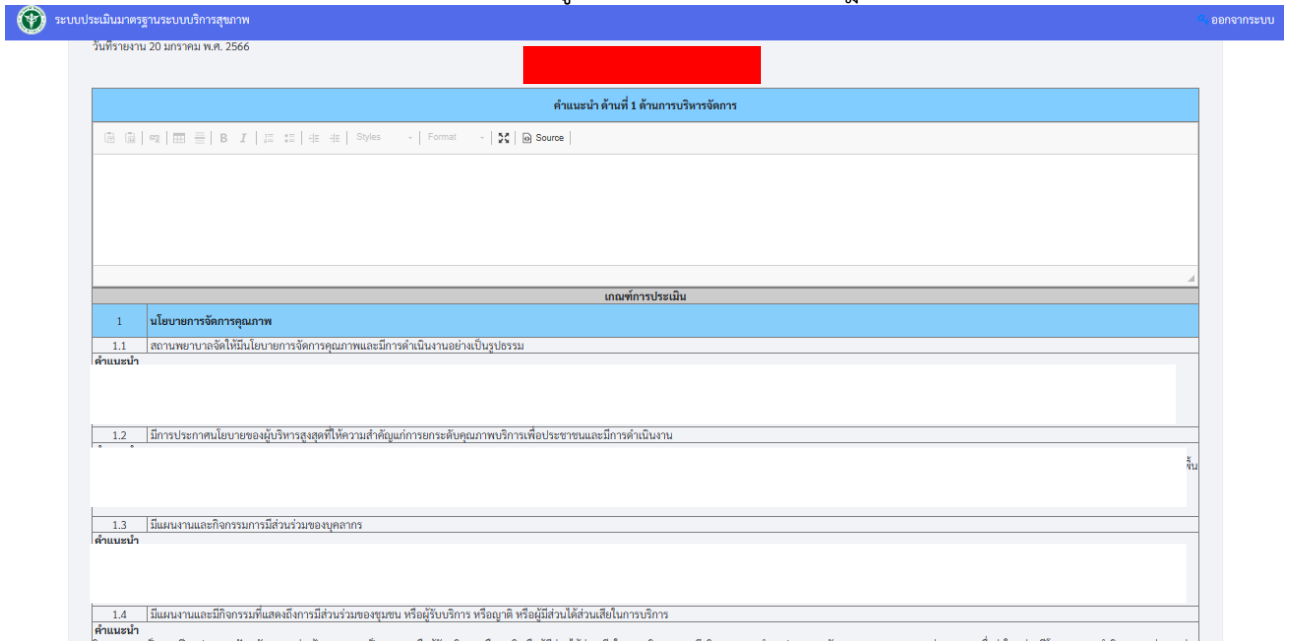 ระบบประเมินมาตรฐานระบบบริการสุขภาพ
ออกจากระบบ
วันที่รายงาน 20 มกราคม พ.ศ. 2566
คำแนะนำ ด้านที่ 1 ด้านการบริหารจัดการ
B I Styles Format Source
เกณฑ์การประเมิน
1 นโยบายการจัดการคุณภาพ
1.1 สถานพยาบาลจัดให้มีนโยบายการจัดการคุณภาพและมีการดำเนินงานอย่างเป็นรูปธรรม
คำแนะนำ
1.2 มีการประกาศนโยบายของผู้บริหารสูงสุดที่ให้ความสำคัญแก่การยกระดับคุณภาพบริการเพื่อประชาชนและมีการดำเนินงาน
1.3 มีแผนงานและกิจกรรมการมีส่วนร่วมของบุคลากร
คำแนะนำ
1.4 มีแผนงานและมีกิจกรรมที่แสดงถึงการมีส่วนร่วมของชุมชน หรือผู้รับบริการ หรือญาติ หรือผู้มีส่วนได้ส่วนเสียในการบริการ
คำแนะนำ